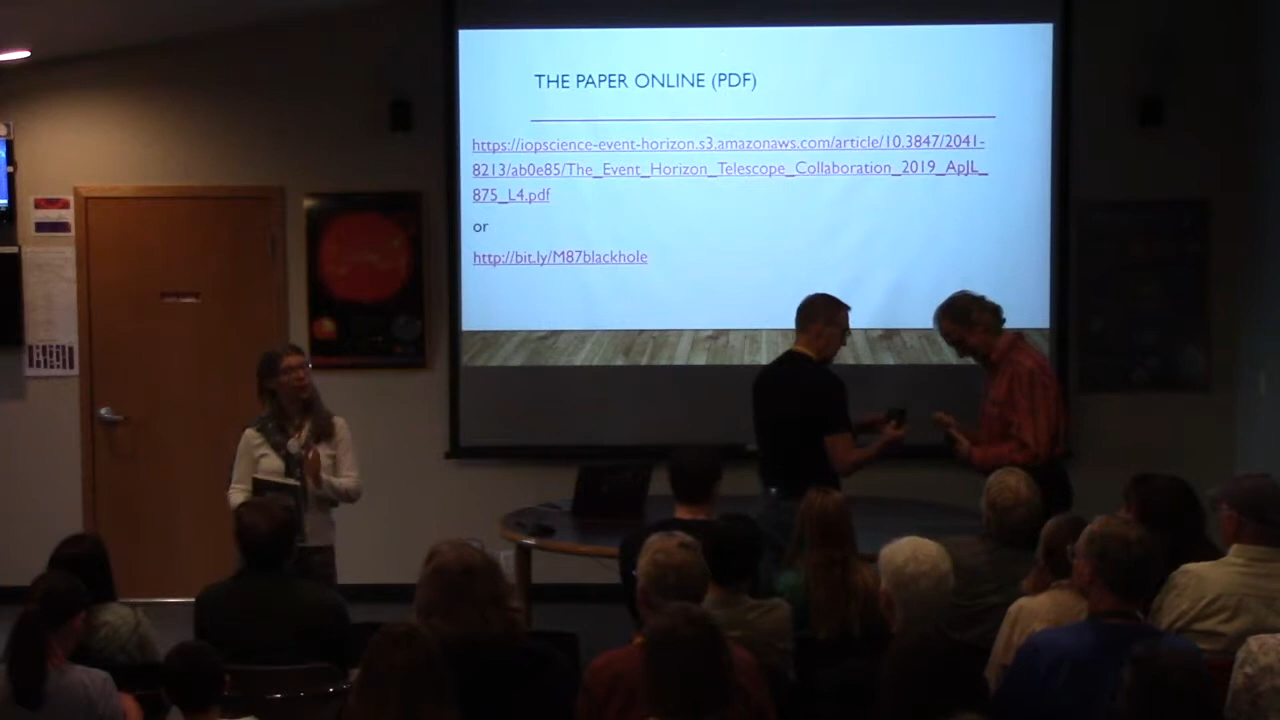 THE PAPER ONLINE (PDF)
https://iopscience-event-horizon.s3.amazonaws.com/article/10.3847/2041-
8213/ab0e85/The_Event_Horizon_Telescope_Collaboration_2019_ApJL_
875_L4.pdf
or
http://bit.ly/M87blackhole